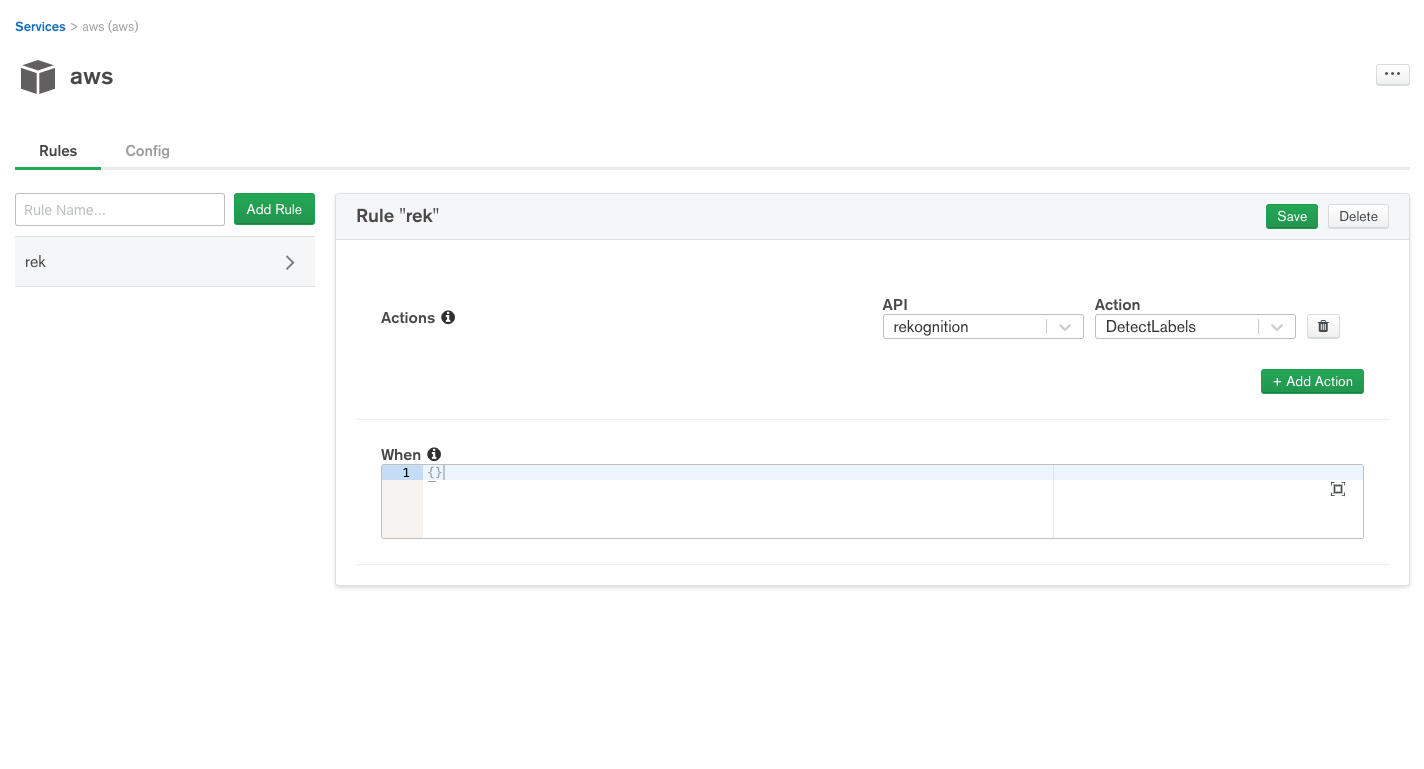 Services > aws (aws)
aws
Rules Config
Rule Name... Add Rule
rek
Rule "rek" Save Delete
Actions
API Action
rekognition DetectLabels
+ Add Action
When
1 {}